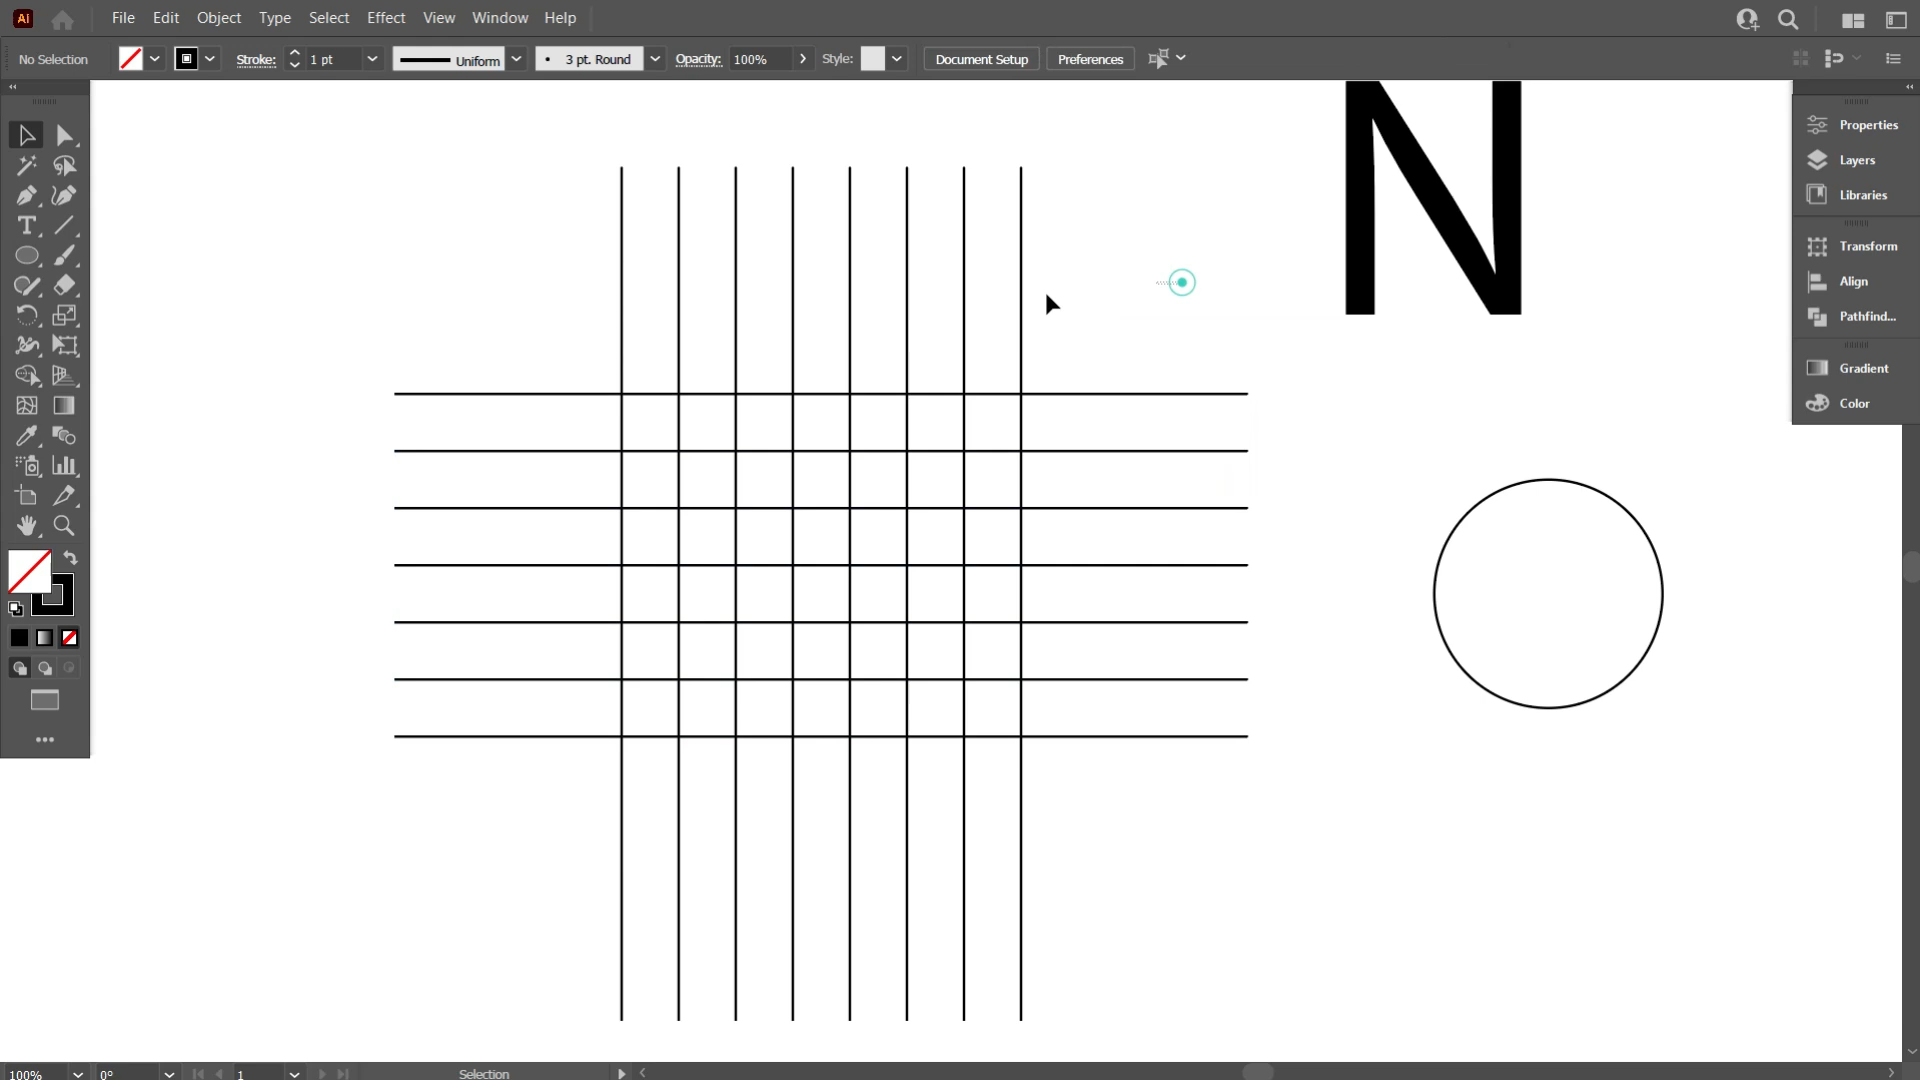 Ai File Edit Object Type Select Effect View Window Help
No Selection Stroke: 1 pt Uniform 3 pt. Round Opacity: 100% Style: Document Setup Preferences
N
Properties
Layers
Libraries
Transform
Align
Pathfind...
Gradient
Color
100% 0° 1 Selection